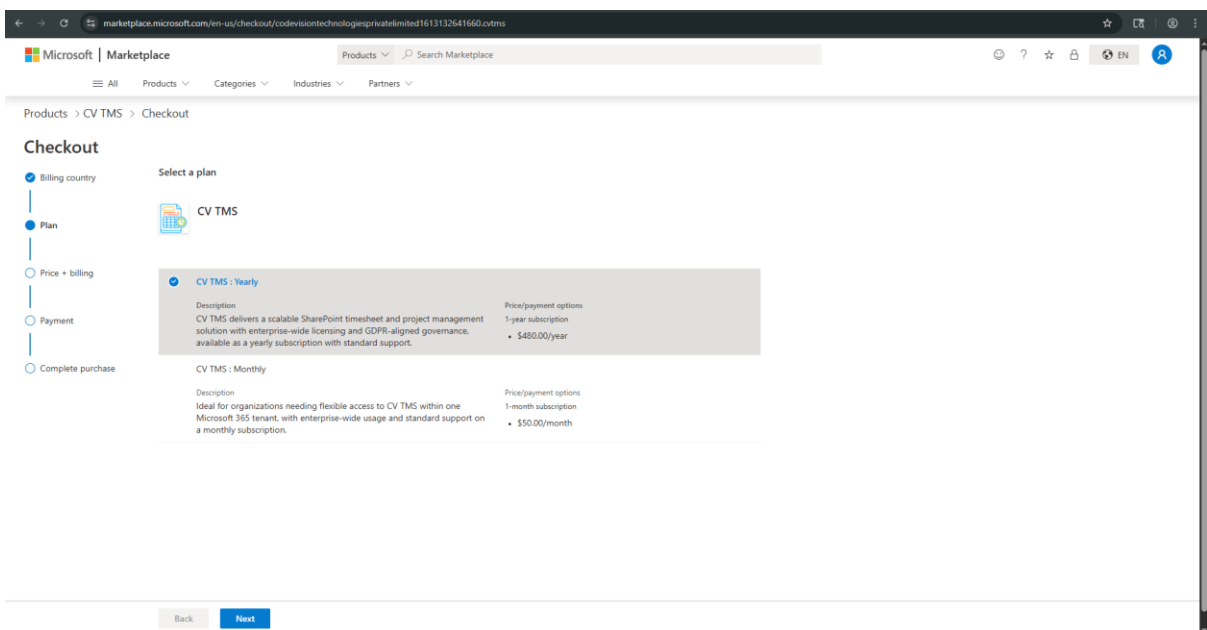 marketplace.microsoft.com/en-us/checkout/codevisiontechnologiesprivatelimited1613132641660.cvtms
Microsoft | Marketplace
Products
Search Marketplace
?
EN
All
Products
Categories
Industries
Partners
Products > CV TMS > Checkout
Checkout
Billing country
Plan
Price + billing
Payment
Complete purchase
Select a plan
CV TMS
CV TMS : Yearly
Description
CV TMS delivers a scalable SharePoint timesheet and project management
solution with enterprise-wide licensing and GDPR-aligned governance,
available as a yearly subscription with standard support.
Price/payment options
1-year subscription
• $480.00/year
CV TMS : Monthly
Description
Ideal for organizations needing flexible access to CV TMS within one
Microsoft 365 tenant, with enterprise-wide usage and standard support on
a monthly subscription.
Price/payment options
1-month subscription
• $50.00/month
Back
Next